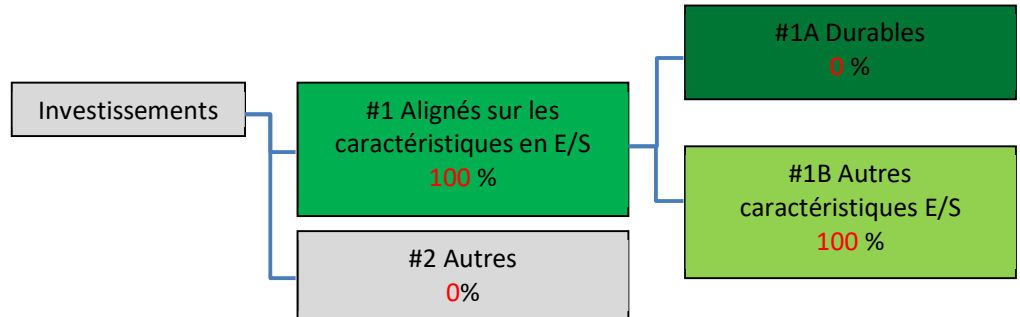 Investissements
#1 Alignés sur les
caractéristiques en E/S
100 %
#2 Autres
0%
#1A Durables
0 %
#1B Autres
caractéristiques E/S
100 %